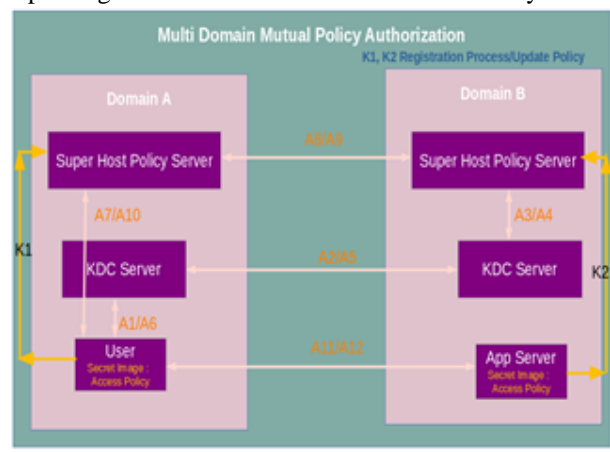 Multi Domain Mutual Policy Authorization
K1, K2 Registration Process/Update Policy
Domain A
Domain B
Super Host Policy Server
A8/A9
Super Host Policy Server
A7/A10
A3/A4
K1
KDC Server
A2/A5
KDC Server
K2
A1/A6
User
Secret Image :
Access Policy
A11/A12
App Server
Secret Image :
Access Policy